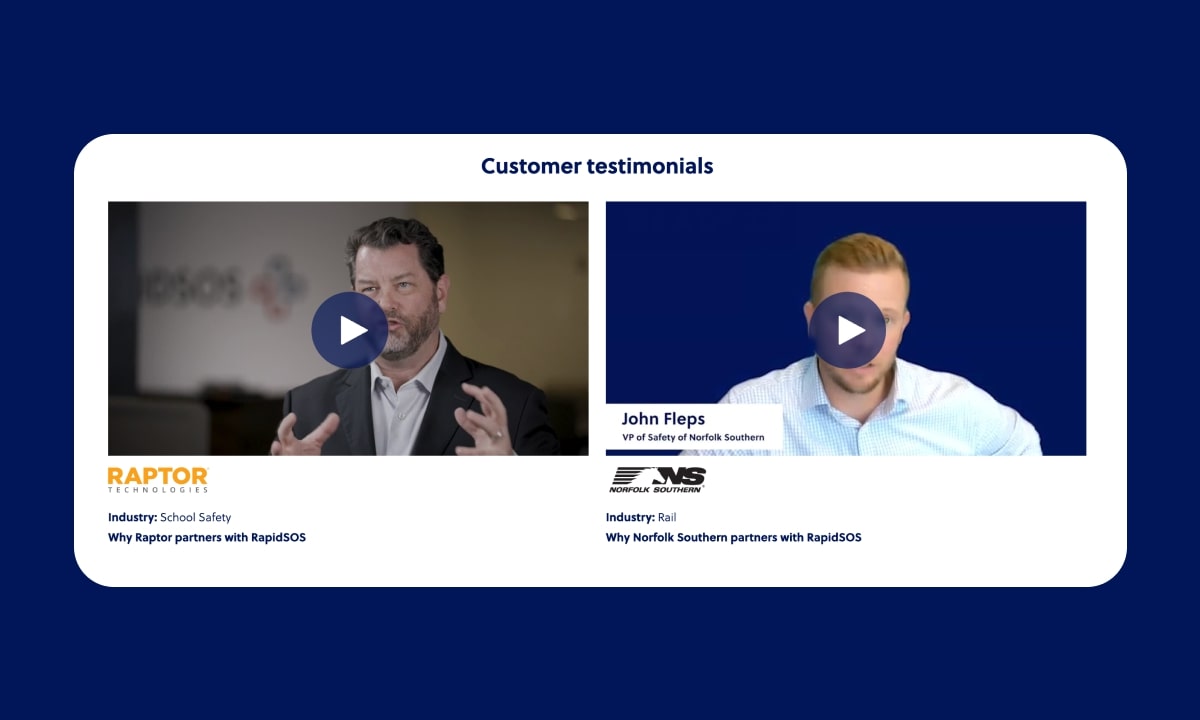 Customer testimonials
OSOS
John Fleps
VP of Safety of Norfolk Southern
RAPTOR
TECHNOLOGIES
NS
NORFOLK SOUTHERN
Industry: School Safety
Why Raptor partners with RapidSOS
Industry: Rail
Why Norfolk Southern partners with RapidSOS